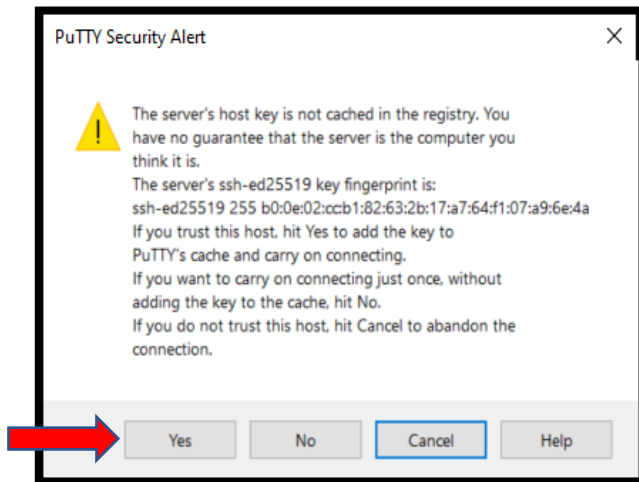 PuTTY Security Alert
The server's host key is not cached in the registry. You
have no guarantee that the server is the computer you
think it is.
The server's ssh-ed25519 key fingerprint is:
ssh-ed25519 255 b0:0e:02:cc:b1:82:63:2b:17:a7:64:f1:07:a9:6e:4a
If you trust this host, hit Yes to add the key to
PuTTY's cache and carry on connecting.
If you want to carry on connecting just once, without
adding the key to the cache, hit No.
If you do not trust this host, hit Cancel to abandon the
connection.
Yes No Cancel Help